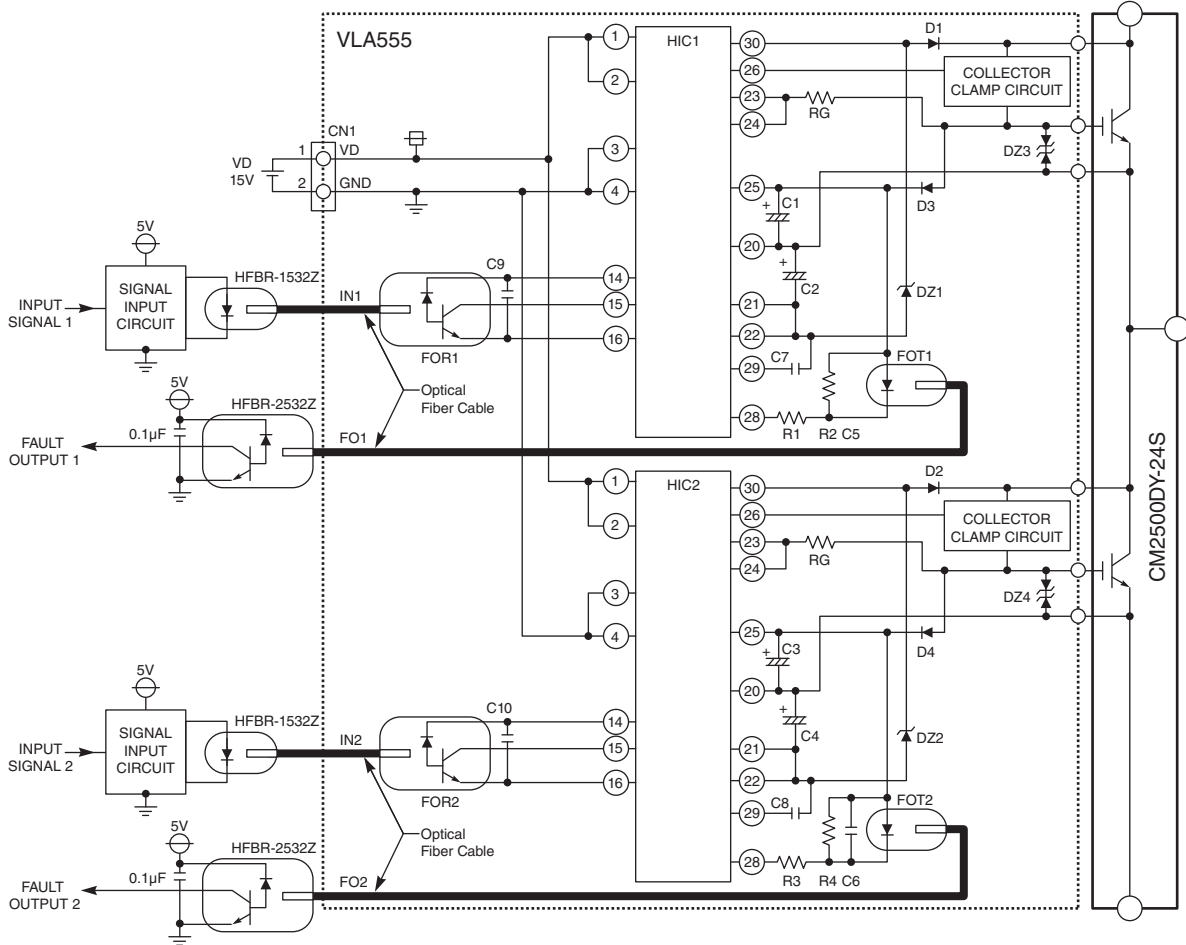 VLA555
HIC1
1
2
3
4
14
15
16
30
26
23
24
25
20
21
22
29
28
D1
COLLECTOR
CLAMP CIRCUIT
RG
DZ3
D3
+
C1
+
C2
DZ1
C7
FOT1
R1
R2
C5
CN1
1
VD
2
GND
VD
15V
5V
INPUT
SIGNAL 1
SIGNAL
INPUT
CIRCUIT
HFBR-1532Z
IN1
C9
FOR1
Optical
Fiber Cable
5V
HFBR-2532Z
0.1µF
FAULT
OUTPUT 1
FO1
HIC2
1
2
3
4
14
15
16
30
26
23
24
25
20
21
22
29
28
D2
COLLECTOR
CLAMP CIRCUIT
RG
DZ4
D4
+
C3
+
C4
DZ2
C8
FOT2
R3
R4
C6
5V
INPUT
SIGNAL 2
SIGNAL
INPUT
CIRCUIT
HFBR-1532Z
IN2
C10
FOR2
Optical
Fiber Cable
5V
HFBR-2532Z
0.1µF
FAULT
OUTPUT 2
FO2
CM2500DY-24S